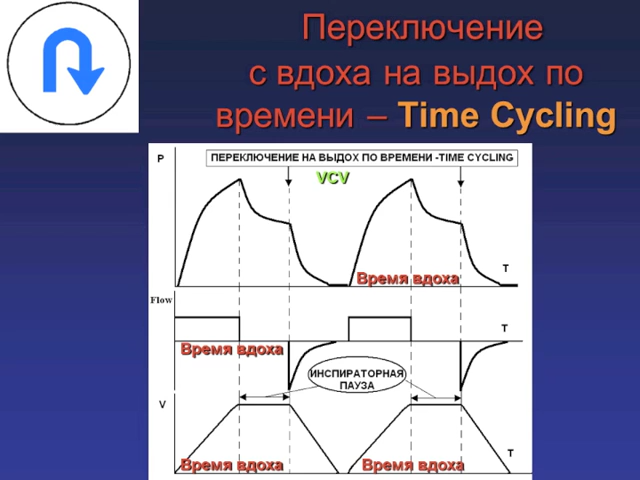 Переключение
с вдоха на выдох по
времени – Time Cycling
P
ПЕРЕКЛЮЧЕНИЕ НА ВЫДОХ ПО ВРЕМЕНИ -TIME CYCLING
VCV
T
Время вдоха
Flow
T
Время вдоха
ИНСПИРАТОРНАЯ
ПАУЗА
V
T
Время вдоха
Время вдоха